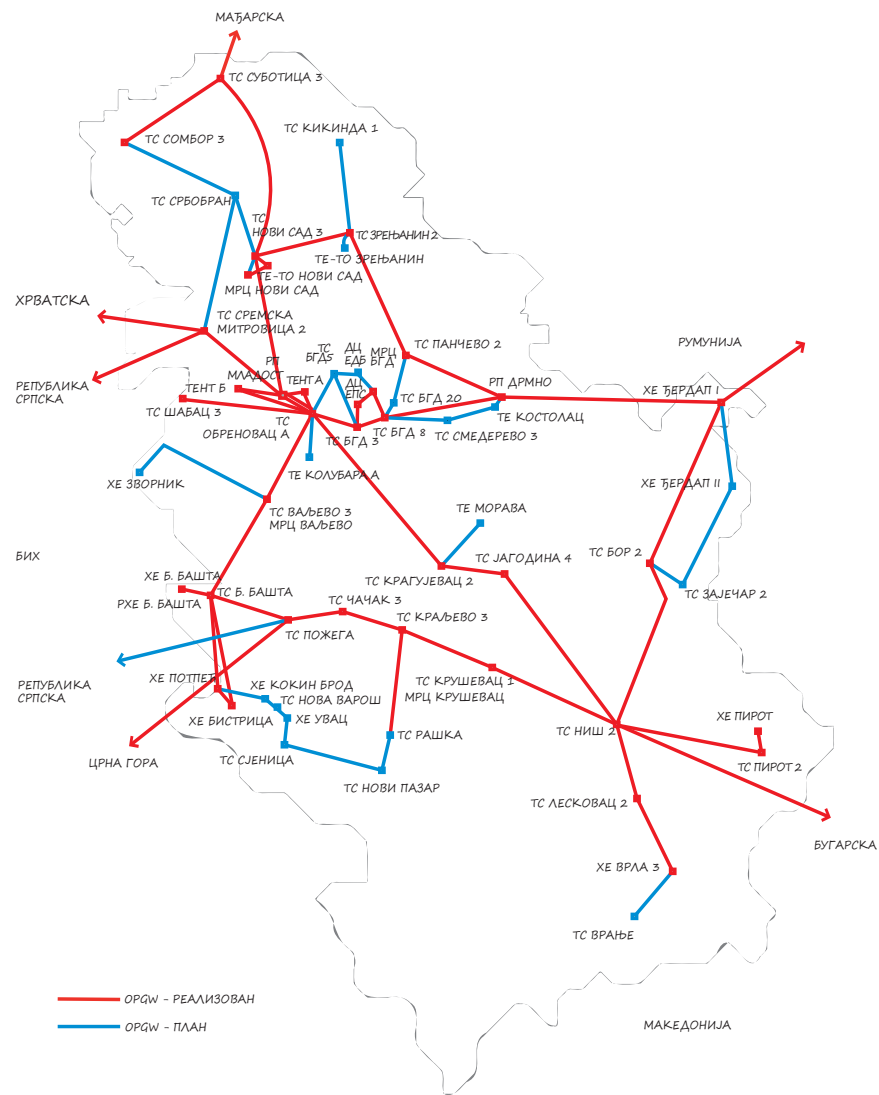 МАЂАРСКА
ТС СУБОТИЦА 3
ТС КИКИНДА 1
ТС СОМБОР 3
ТС СРБОБРАН
ТС
НОВИ САД 3
ТС ЗРЕЊАНИН 2
ТЕ-ТО ЗРЕЊАНИН
ТЕ-ТО НОВИ САД
МРЦ НОВИ САД
ХРВАТСКА
ТС СРЕМСКА
МИТРОВИЦА 2
РУМУНИЈА
ТС ПАНЧЕВО 2
РП
МЛАДОСТ
ТС
БГД5
ДЦ
ЕДБ
МРЦ
БГД
ДЦ
ЕПС
РЕПУБЛИКА
СРПСКА
ТЕНТ Б
ТЕНТ А
РП ДРМНО
ХЕ ЂЕРДАП I
ТС ШАБАЦ 3
ТС БГД 20
ТЕ КОСТОЛАЦ
ТС
ОБРЕНОВАЦ А
ТС БГД 3
ТС БГД 8
ТС СМЕДЕРЕВО 3
ТЕ КОЛУБАРА А
ХЕ ЗВОРНИК
ХЕ ЂЕРДАП II
ТС ВАЉЕВО 3
МРЦ ВАЉЕВО
ТЕ МОРАВА
БИХ
ТС БОР 2
ТС ЈАГОДИНА 4
ТС КРАГУЈЕВАЦ 2
ХЕ Б. БАШТА
ТС Б. БАШТА
РХЕ Б. БАШТА
ТС ЗАЈЕЧАР 2
ТС ЧАЧАК 3
ТС КРАЉЕВО 3
ТС ПОЖЕГА
РЕПУБЛИКА
СРПСКА
ХЕ ПОТПЕЋ
ХЕ КОКИН БРОД
ТС НОВА ВАРОШ
ХЕ УВАЦ
ХЕ БИСТРИЦА
ТС КРУШЕВАЦ 1
МРЦ КРУШЕВАЦ
ХЕ ПИРОТ
ТС НИШ 2
ТС РАШКА
ЦРНА ГОРА
ТС СЈЕНИЦА
ТС ПИРОТ 2
ТС НОВИ ПАЗАР
ТС ЛЕСКОВАЦ 2
БУГАРСКА
ХЕ ВРЛА 3
ТС ВРАЊЕ
OPGW - РЕАЛИЗОВАН
OPGW - ПЛАН
МАКЕДОНИЈА